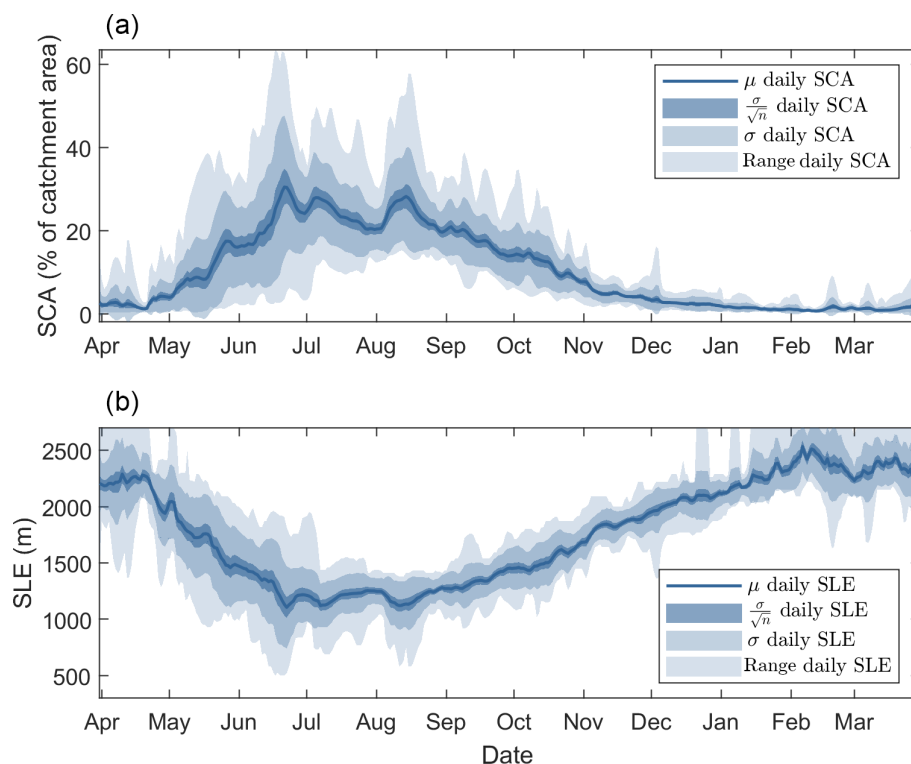 (a)
SCA (% of catchment area)
60
40
20
0
μ daily SCA
σ/√n daily SCA
σ daily SCA
Range daily SCA
Apr May Jun Jul Aug Sep Oct Nov Dec Jan Feb Mar
(b)
SLE (m)
2500
2000
1500
1000
500
μ daily SLE
σ/√n daily SLE
σ daily SLE
Range daily SLE
Apr May Jun Jul Aug Sep Oct Nov Dec Jan Feb Mar
Date